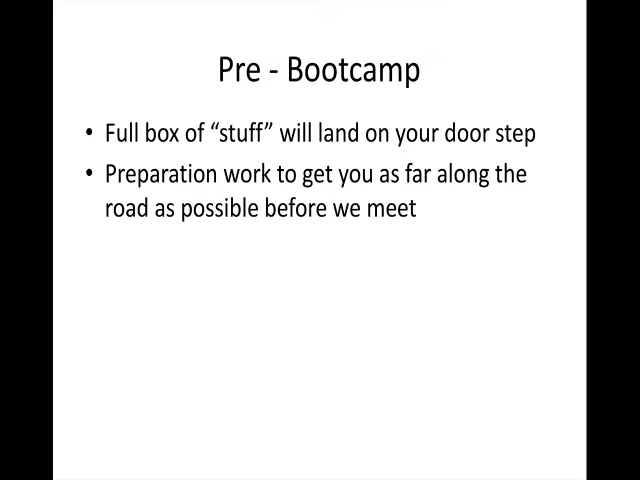 Pre - Bootcamp
• Full box of “stuff” will land on your door step
• Preparation work to get you as far along the
road as possible before we meet